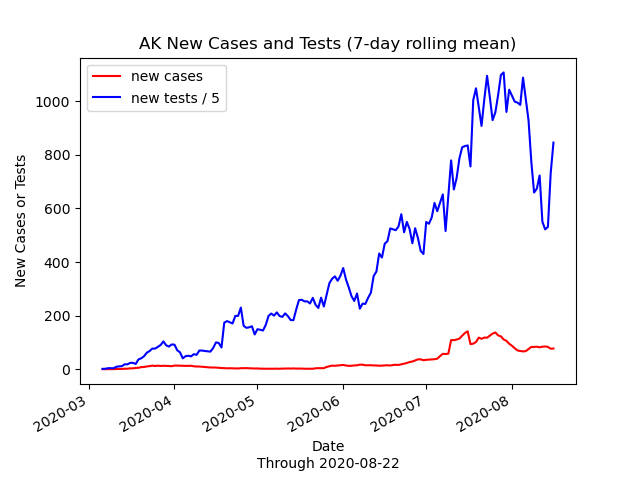 AK New Cases and Tests (7-day rolling mean)
new cases
new tests / 5
New Cases or Tests
1000
800
600
400
200
0
2020-03
2020-04
2020-05
2020-06
2020-07
2020-08
Date
Through 2020-08-22